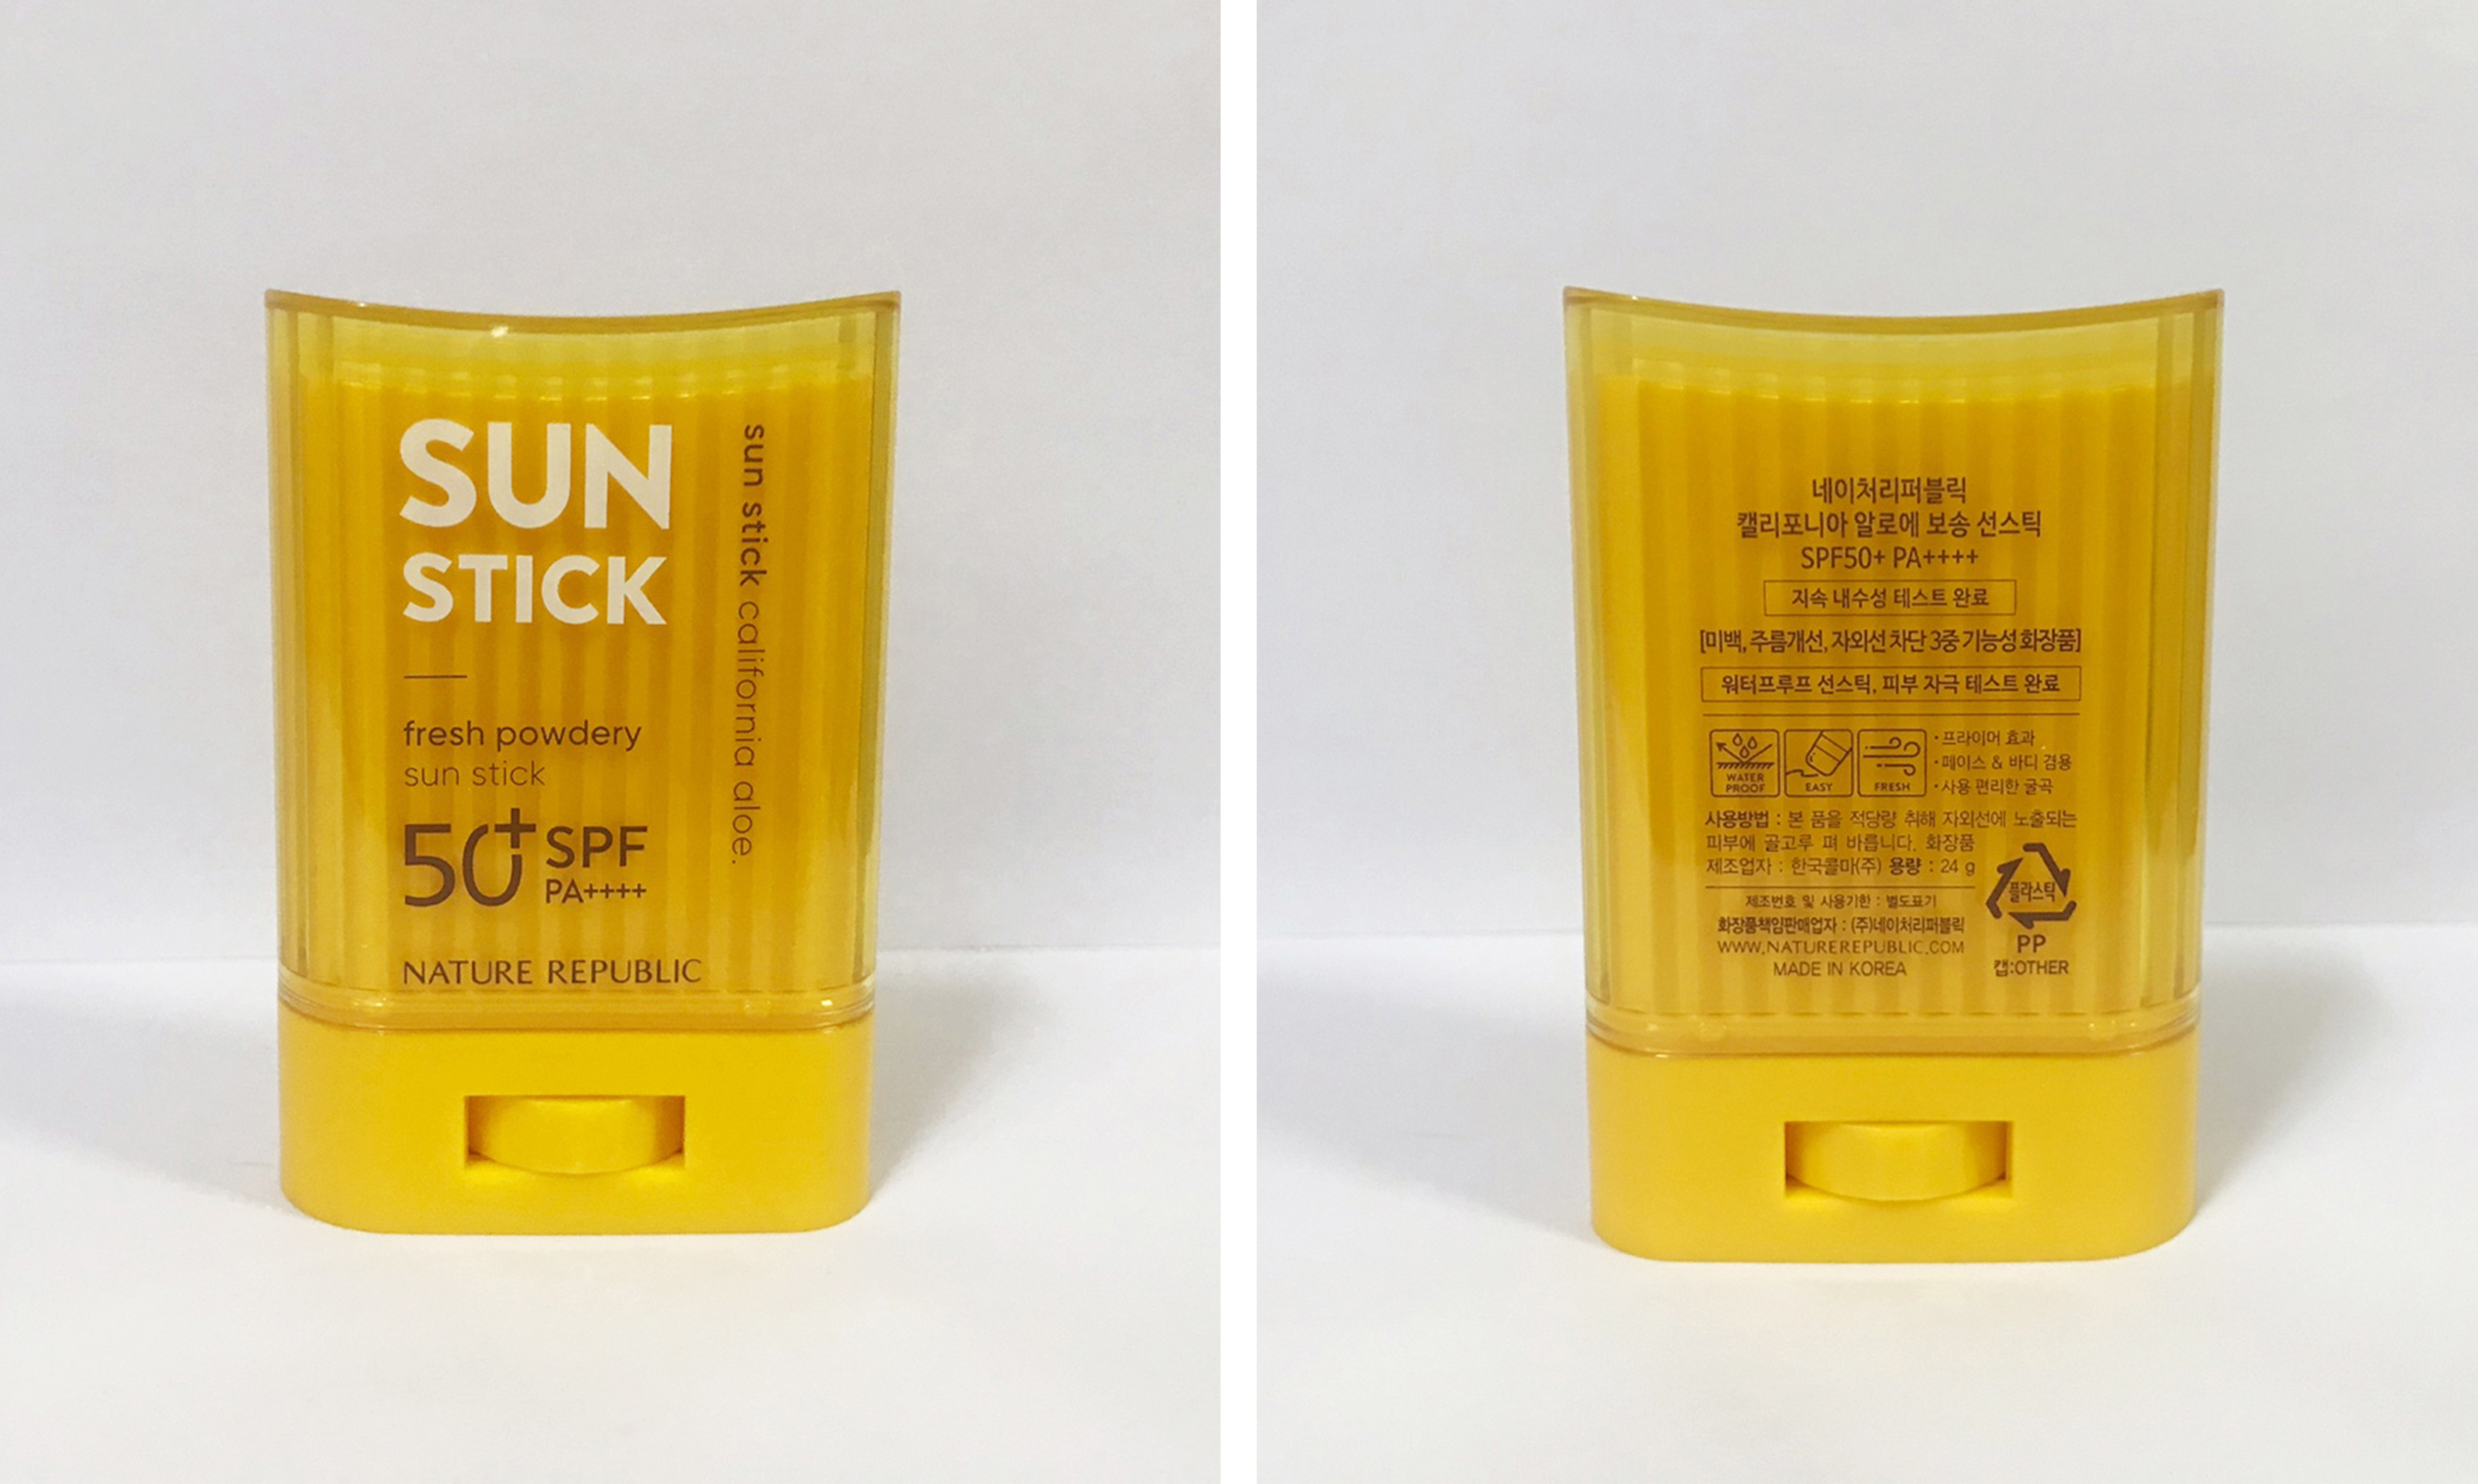 SUN
STICK
fresh powdery
sun stick
50+ SPF
PA++++
NATURE REPUBLIC
sun stick california aloe.
네이처리퍼블릭
캘리포니아 알로에 보송 선스틱
SPF50+ PA++++
지속 내수성 테스트 완료
[미백, 주름개선, 자외선 차단 3중 기능성 화장품]
워터프루프 선스틱, 피부 자극 테스트 완료
WATER
PROOF
EASY
FRESH
·프라이머 효과
·페이스 & 바디 겸용
·사용 편리한 굴곡
사용방법 : 본 품을 적당량 취해 자외선에 노출되는
피부에 골고루 펴 바릅니다. 화장품
제조업자 : 한국콜마(주) 용량 : 24 g
제조번호 및 사용기한 : 별도표기
화장품책임판매업자 : (주)네이처리퍼블릭
WWW.NATUREREPUBLIC.COM
MADE IN KOREA
플라스틱
PP
캡:OTHER